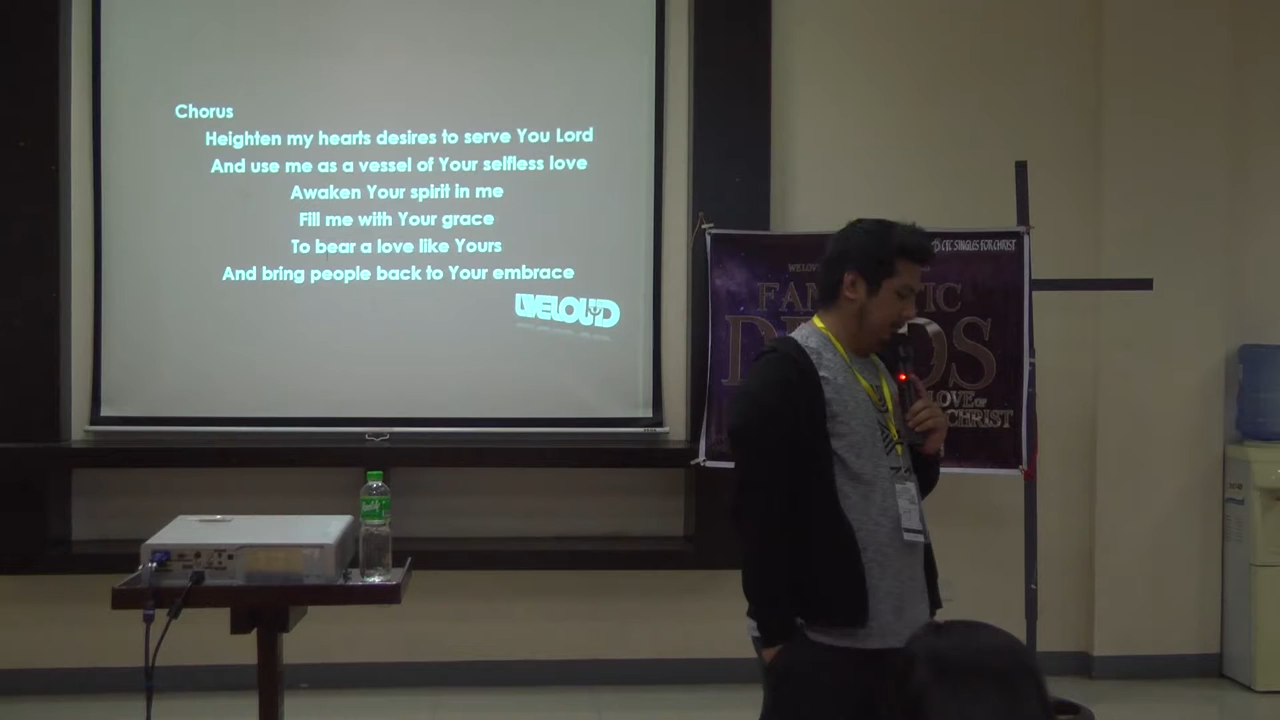 Chorus
Heighten my hearts desires to serve You Lord
And use me as a vessel of Your selfless love
Awaken Your spirit in me
Fill me with Your grace
To bear a love like Yours
And bring people back to Your embrace
LIVELOUD
CFC SINGLES FOR CHRIST
LOVE OF
CHRIST